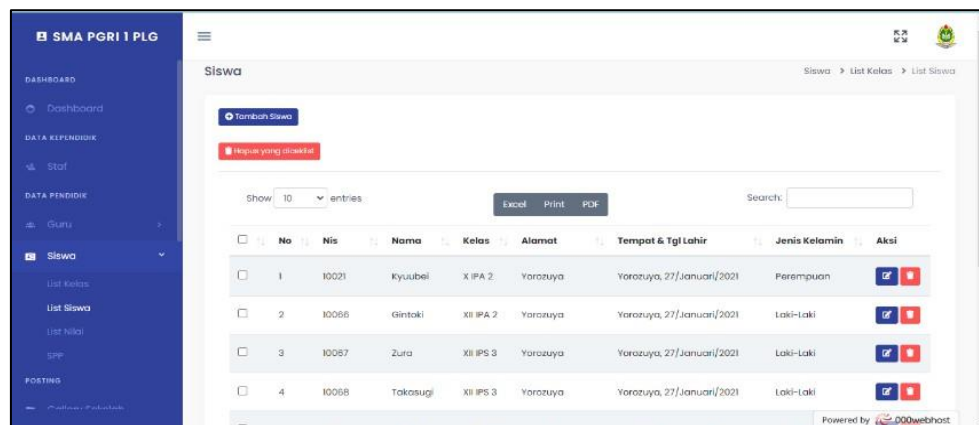 SMA PGRI 1 PLG
Siswa
Siswa > List Kelas > List Siswa
DASHBOARD
Dashboard
DATA KEPENDIDIK
Staf
DATA PENDIDIK
Guru
Siswa
List Kelas
List Siswa
List Nilai
SPP
POSTING
Gallery Sekolah
Tambah Siswa
Hapus yang diceklist
Show 10 entries
Excel Print PDF
Search:
No Nis Nama Kelas Alamat Tempat & Tgl Lahir Jenis Kelamin Aksi
1 10021 Kyuubei X IPA 2 Yorozuya Yorozuya, 27/Januari/2021 Perempuan
2 10066 Gintoki XII IPA 2 Yorozuya Yorozuya, 27/Januari/2021 Laki-Laki
3 10067 Zura XII IPS 3 Yorozuya Yorozuya, 27/Januari/2021 Laki-Laki
4 10068 Takasugi XII IPS 3 Yorozuya Yorozuya, 27/Januari/2021 Laki-Laki
Powered by 000webhost